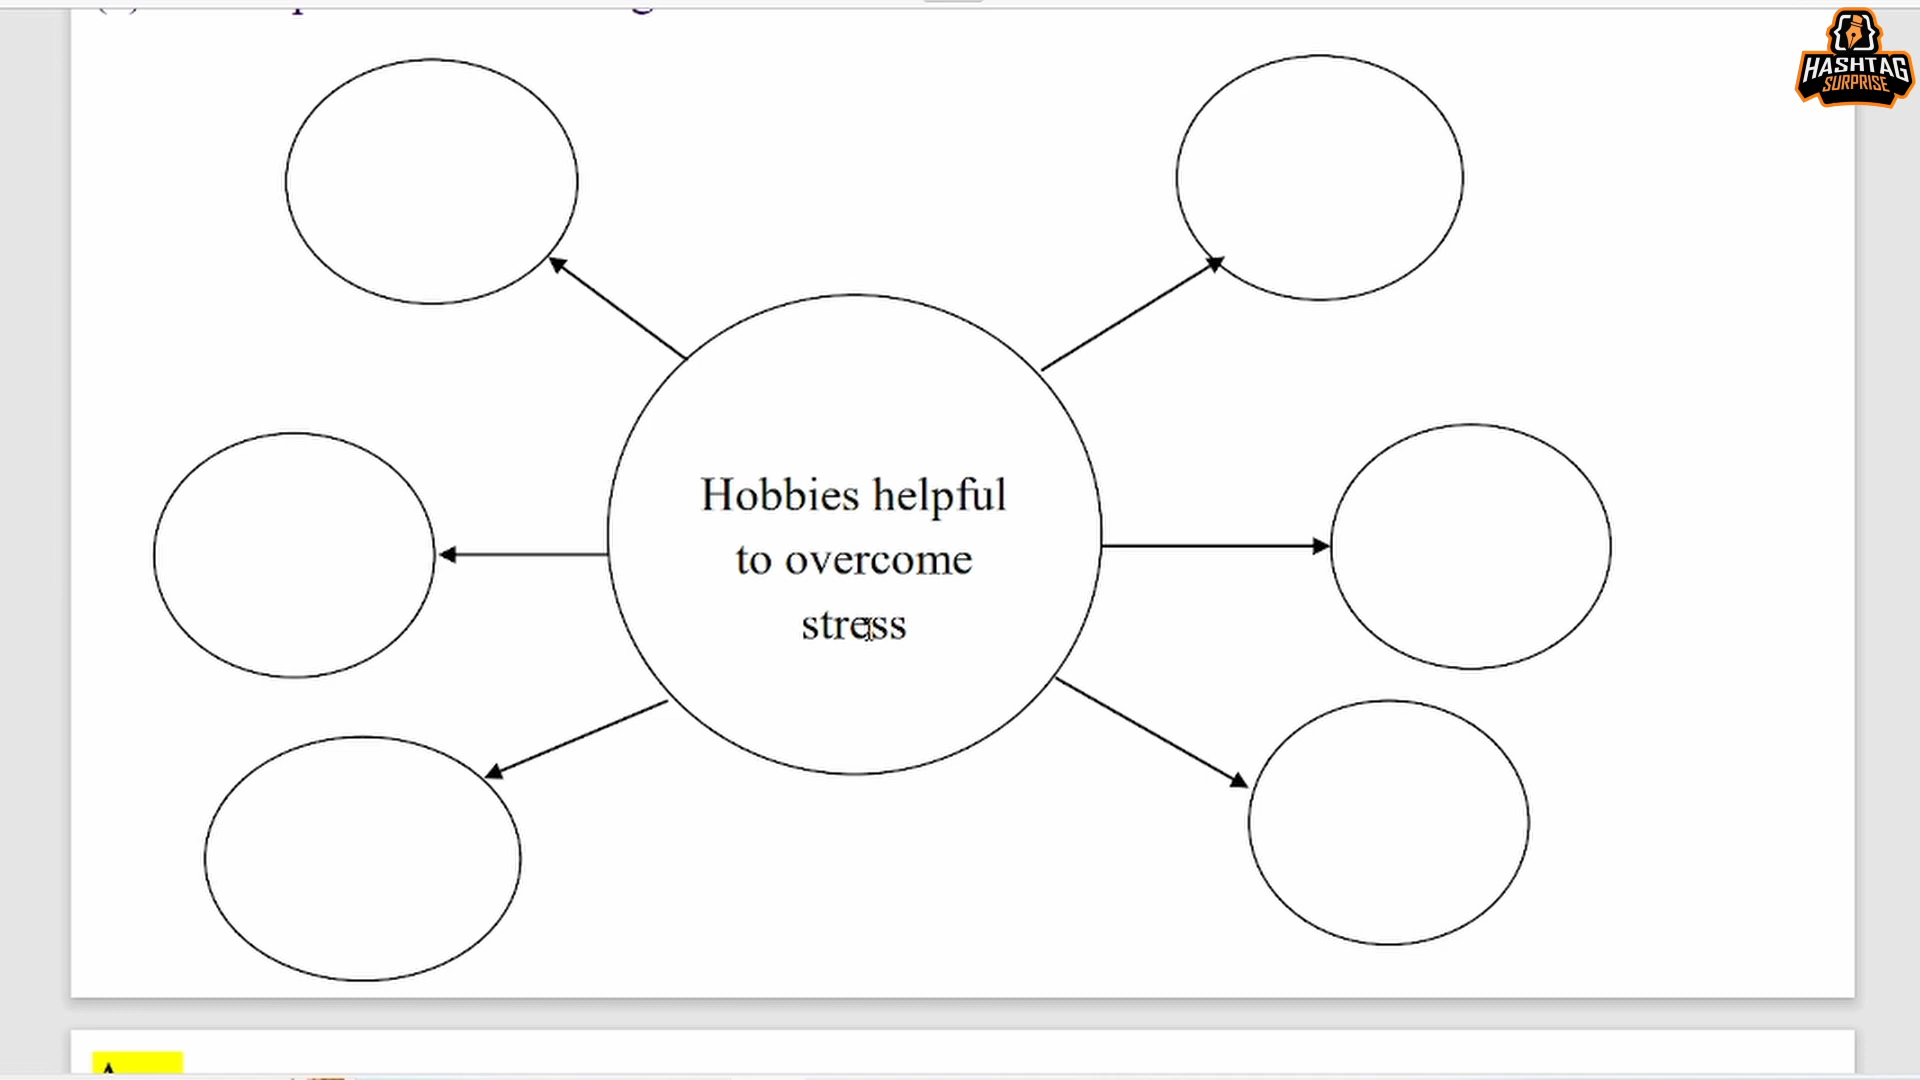 HASHTAG
SURPRISE
Hobbies helpful
to overcome
stress